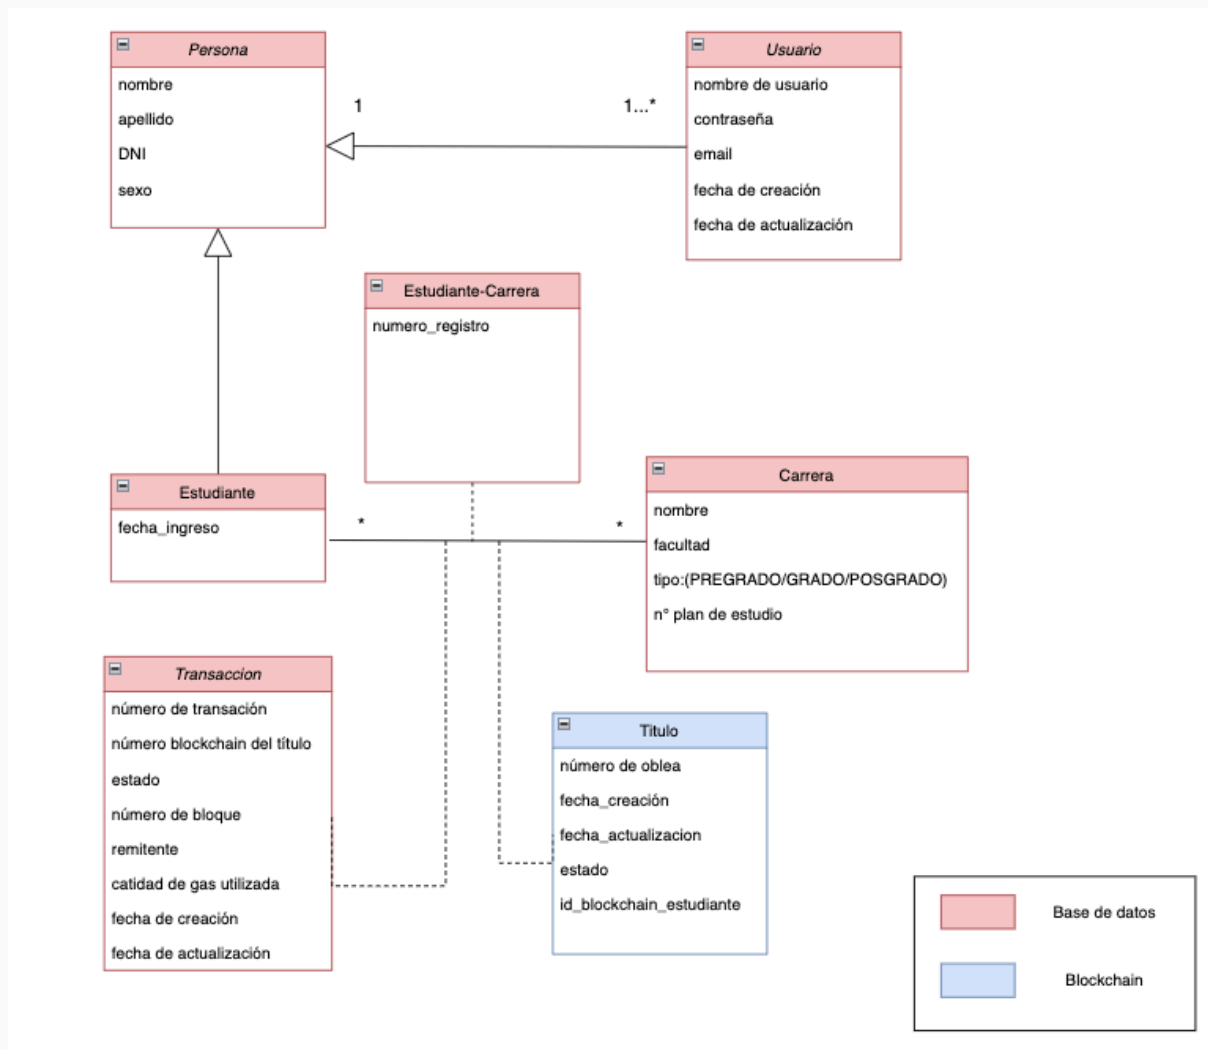 Persona
nombre
apellido
DNI
sexo
1
1...*
Usuario
nombre de usuario
contraseña
email
fecha de creación
fecha de actualización
Estudiante-Carrera
numero_registro
Estudiante
fecha_ingreso
*
*
Carrera
nombre
facultad
tipo:(PREGRADO/GRADO/POSGRADO)
n° plan de estudio
Transaccion
número de transación
número blockchain del título
estado
número de bloque
remitente
catidad de gas utilizada
fecha de creación
fecha de actualización
Titulo
número de oblea
fecha_creación
fecha_actualizacion
estado
id_blockchain_estudiante
Base de datos
Blockchain